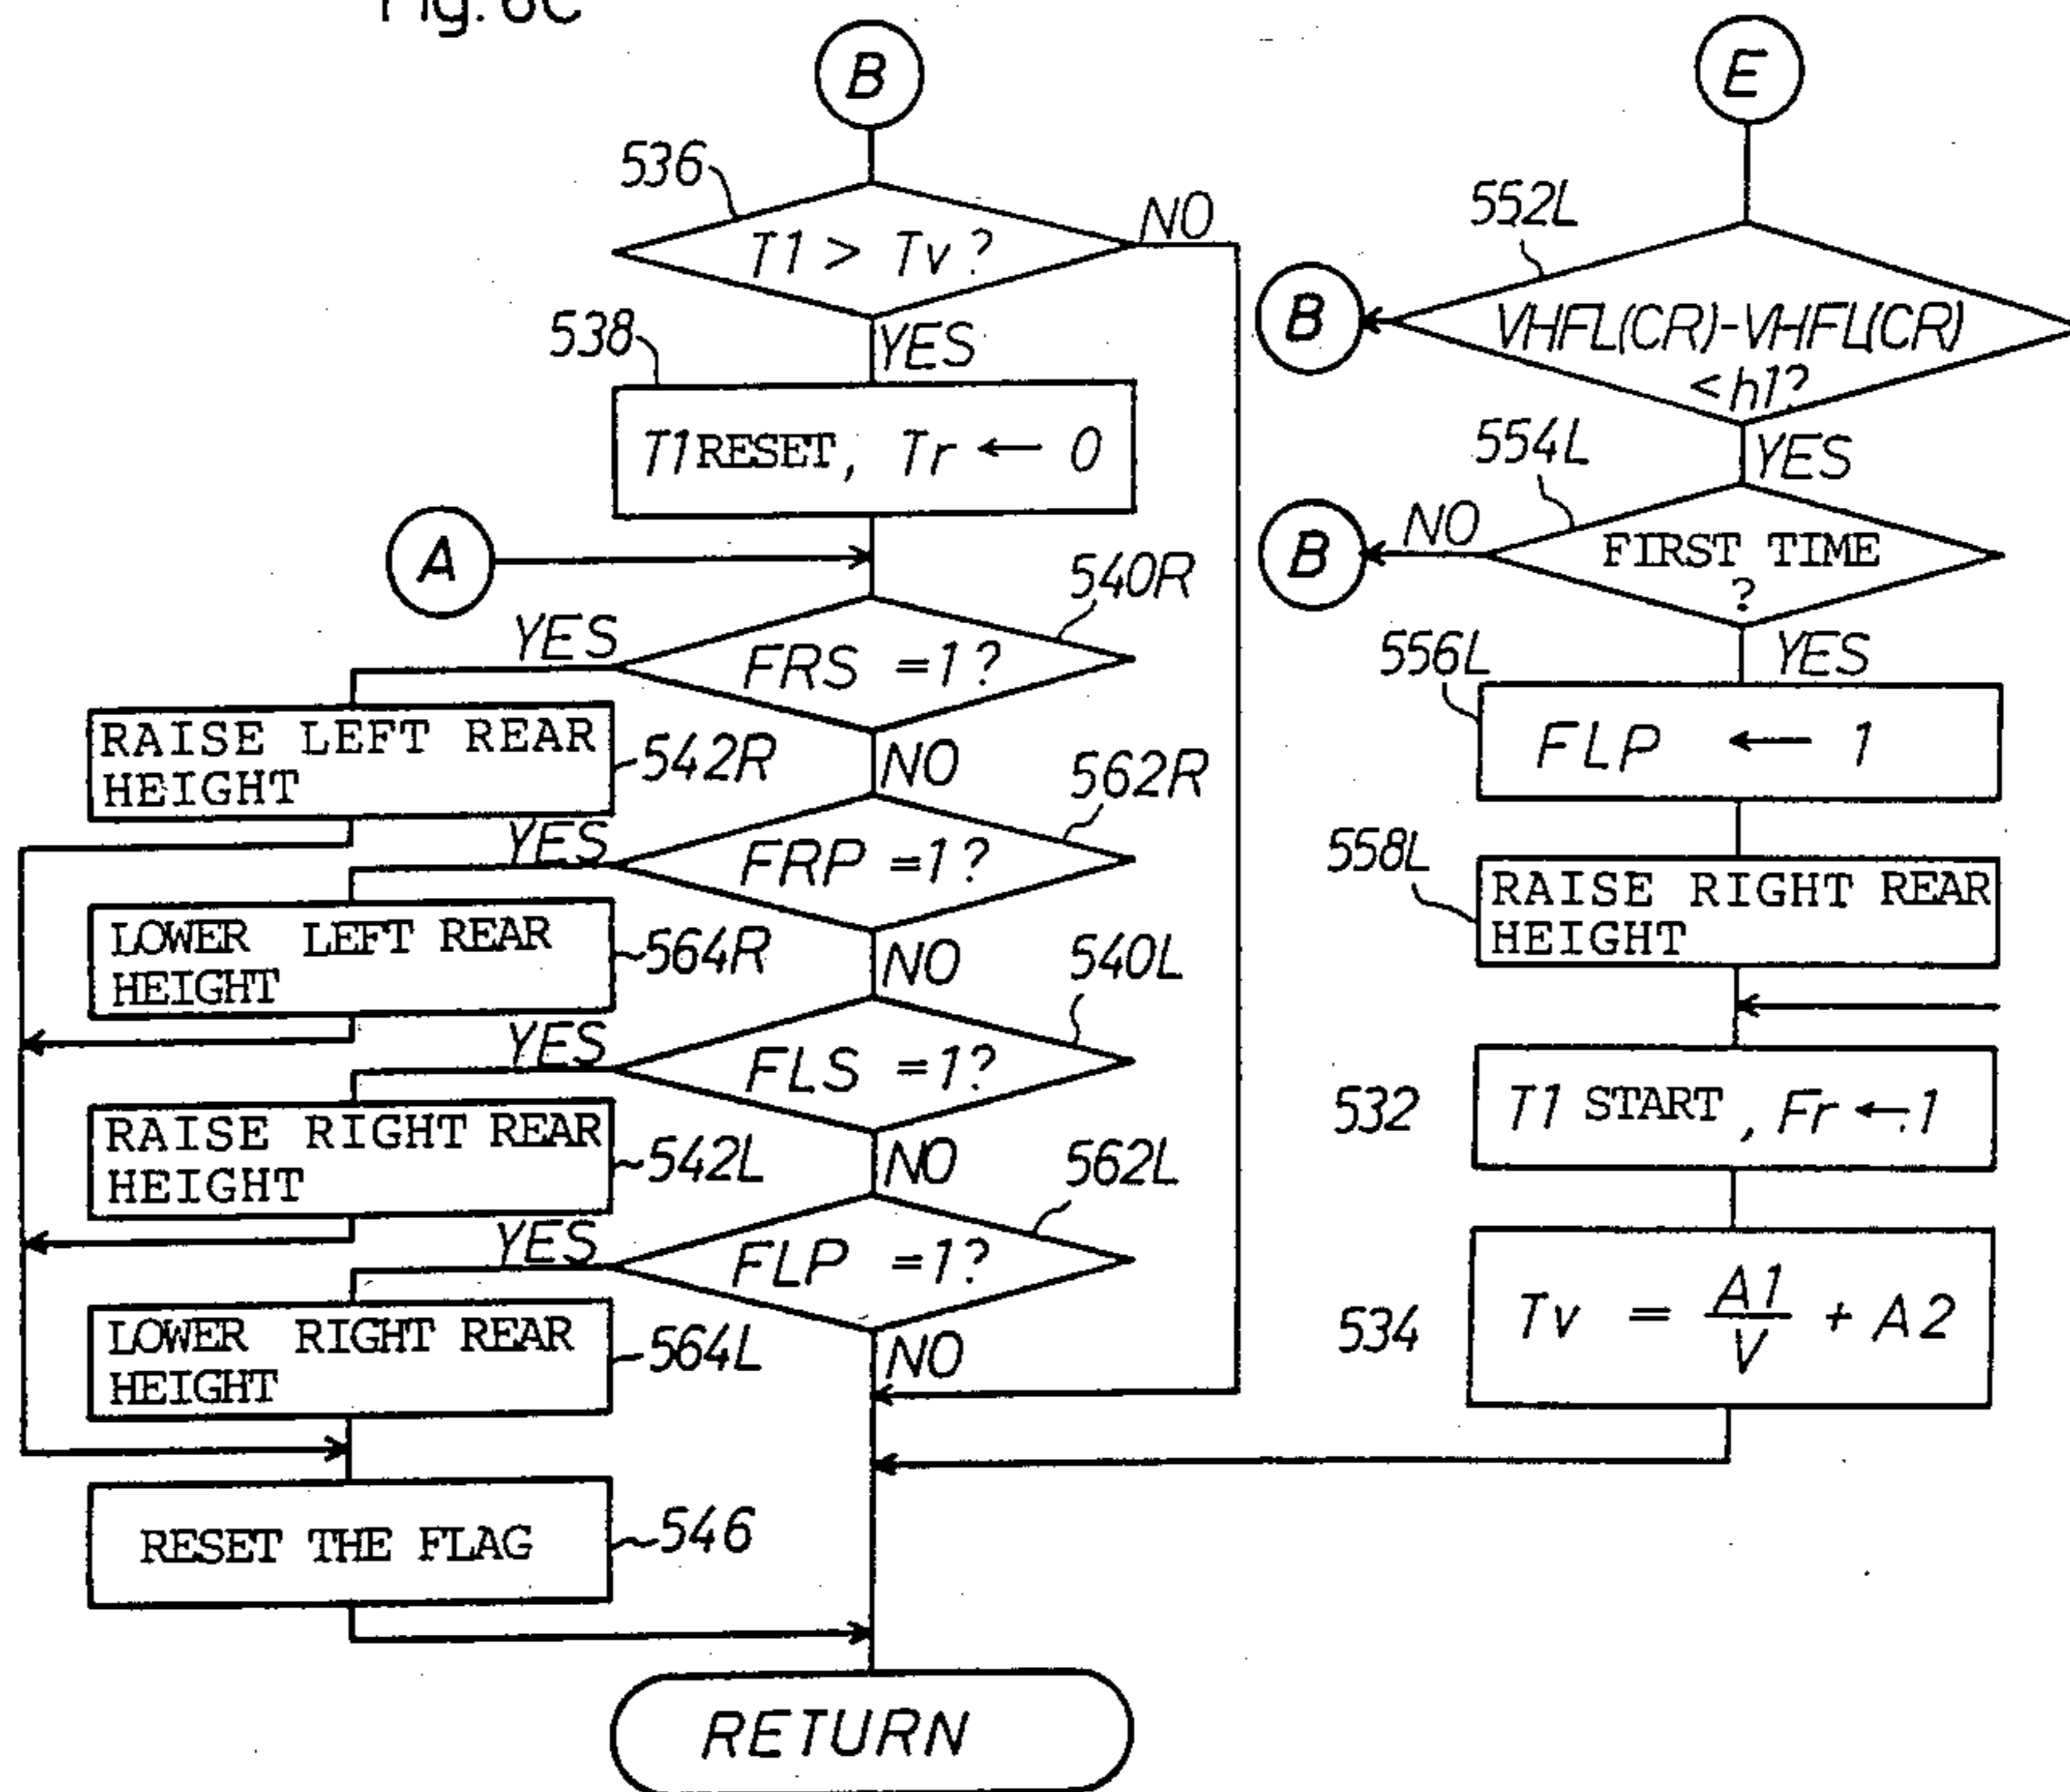 Fig. 6C
B
536
T1 > Tv?
NO
YES
538
T1 RESET, Tr ← 0
A
540R
FRS =1?
YES
RAISE LEFT REAR
HEIGHT
542R
NO
562R
FRP =1?
YES
LOWER LEFT REAR
HEIGHT
564R
NO
540L
FLS =1?
YES
RAISE RIGHT REAR
HEIGHT
542L
NO
562L
FLP =1?
YES
LOWER RIGHT REAR
HEIGHT
564L
NO
RESET THE FLAG
546
RETURN
E
552L
B
VHFL(CR)-VHFL(CR)
<h1?
YES
554L
B
NO
FIRST TIME
?
YES
556L
FLP ← 1
558L
RAISE RIGHT REAR
HEIGHT
532
T1 START, Fr ← 1
534
Tv = A1/V + A2